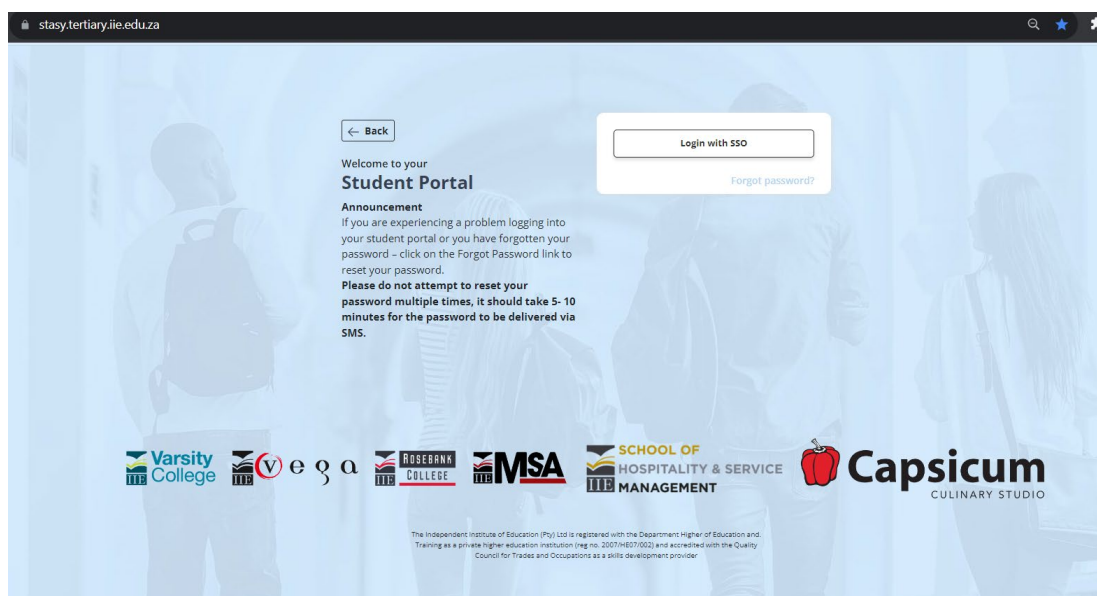 stasy.tertiary.iie.edu.za
← Back
Welcome to your
Student Portal
Announcement
If you are experiencing a problem logging into
your student portal or you have forgotten your
password – click on the Forgot Password link to
reset your password.
Please do not attempt to reset your
password multiple times, it should take 5- 10
minutes for the password to be delivered via
SMS.
Login with SSO
Forgot password?
Varsity
IIE College
IIE vega
IIE ROSEBANK
COLLEGE
IIE MSA
SCHOOL OF
HOSPITALITY & SERVICE
IIE MANAGEMENT
Capsicum
CULINARY STUDIO
The Independent Institute of Education (Pty) Ltd is registered with the Department Higher of Education and.
Training as a private higher education institution (reg no. 2007/HE07/002) and accredited with the Quality
Council for Trades and Occupations as a skills development provider